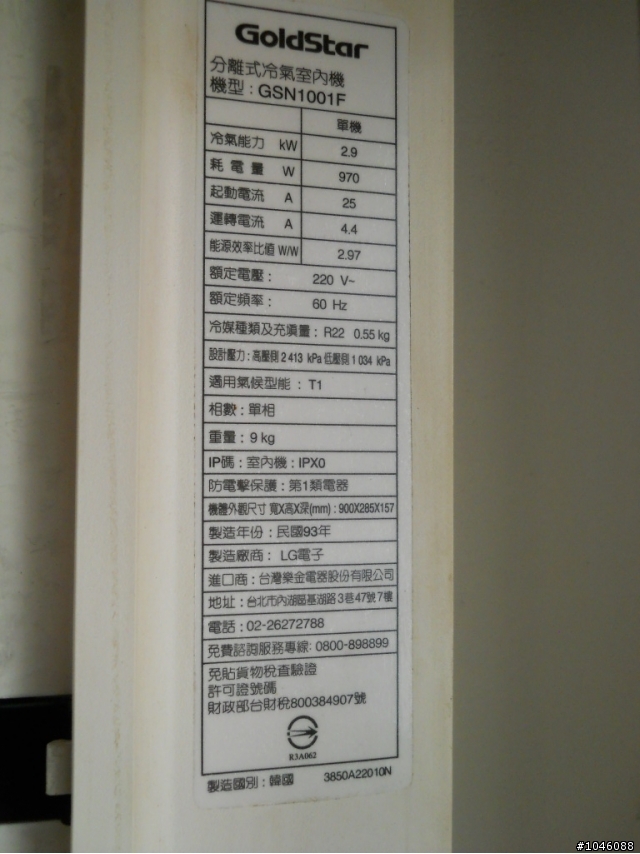 GoldStar
分離式冷氣室內機
機型：GSN1001F
單機
冷氣能力 kW 2.9
耗電量 W 970
起動電流 A 25
運轉電流 A 4.4
能源效率比值 W/W 2.97
額定電壓： 220 V~
額定頻率： 60 Hz
冷媒種類及充填量：R22 0.55 kg
設計壓力：高壓側 2 413 kPa 低壓側 1 034 kPa
適用氣候型能：T1
相數：單相
重量：9 kg
IP碼：室內機：IPX0
防電擊保護：第1類電器
機體外觀尺寸 寬X高X深(mm)：900X285X157
製造年份：民國93年
製造廠商：LG電子
進口商：台灣樂金電器股份有限公司
地址：台北市內湖區基湖路3巷47號7樓
電話：02-26272788
免費諮詢服務專線：0800-898899
免貼貨物稅查驗證
許可證號碼
財政部台財稅800384907號
R3A062
製造國別：韓國 3850A22010N
#1046088